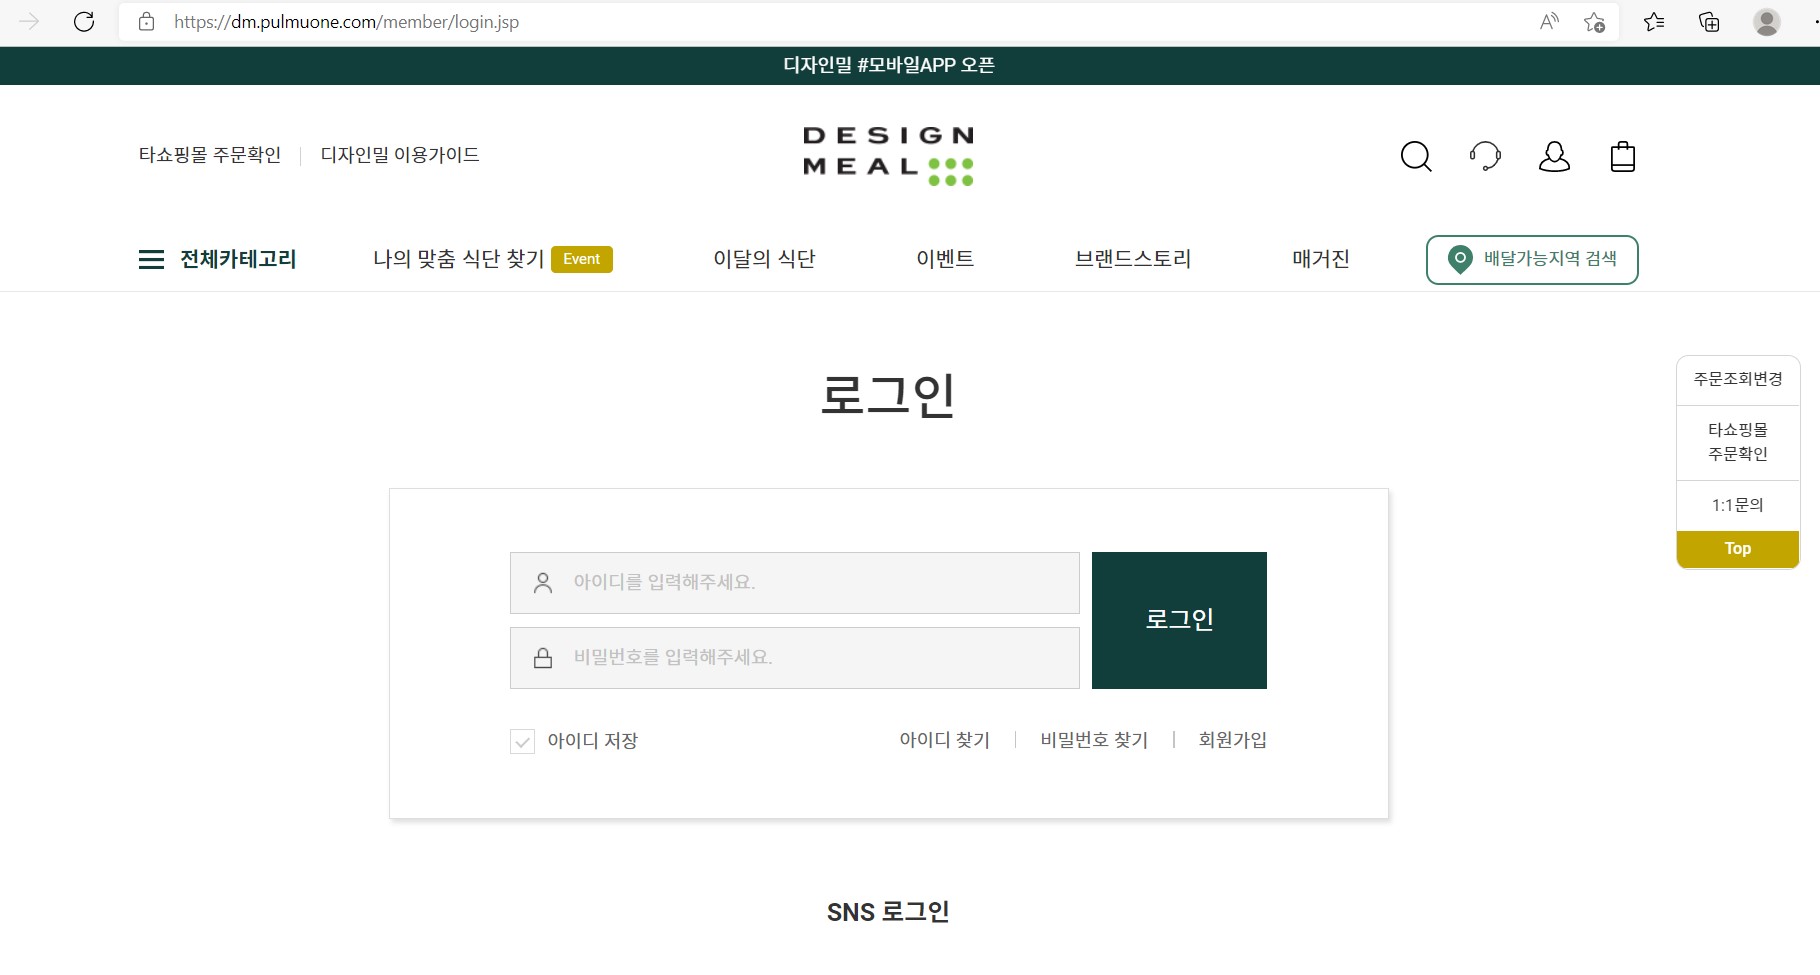 https://dm.pulmuone.com/member/login.jsp
디자인밀 #모바일APP 오픈
타쇼핑몰 주문확인
디자인밀 이용가이드
DESIGN
MEAL
전체카테고리
나의 맞춤 식단 찾기 Event
이달의 식단
이벤트
브랜드스토리
매거진
배달가능지역 검색
로그인
아이디를 입력해주세요.
비밀번호를 입력해주세요.
로그인
아이디 저장
아이디 찾기
비밀번호 찾기
회원가입
SNS 로그인
주문조회변경
타쇼핑몰
주문확인
1:1문의
Top